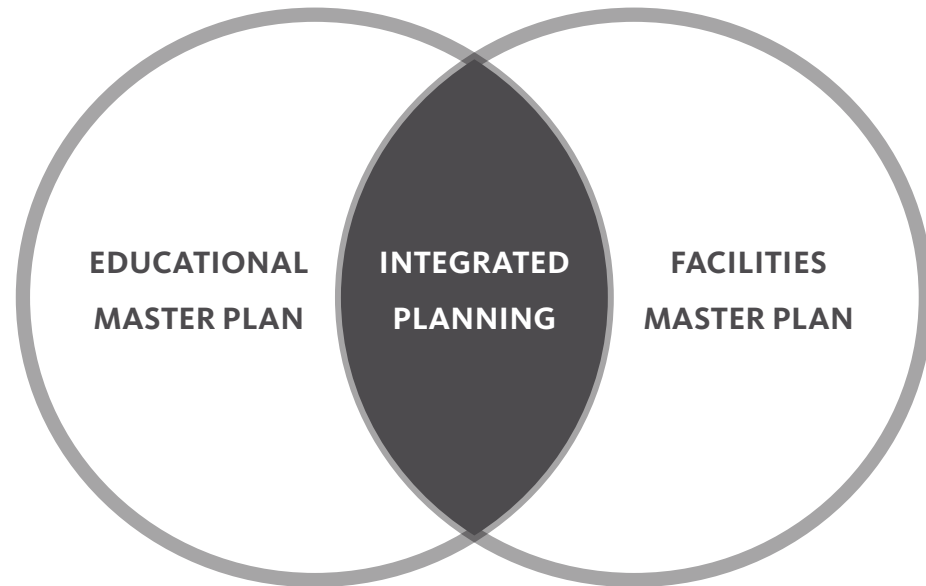 EDUCATIONAL
MASTER PLAN
INTEGRATED
PLANNING
FACILITIES
MASTER PLAN